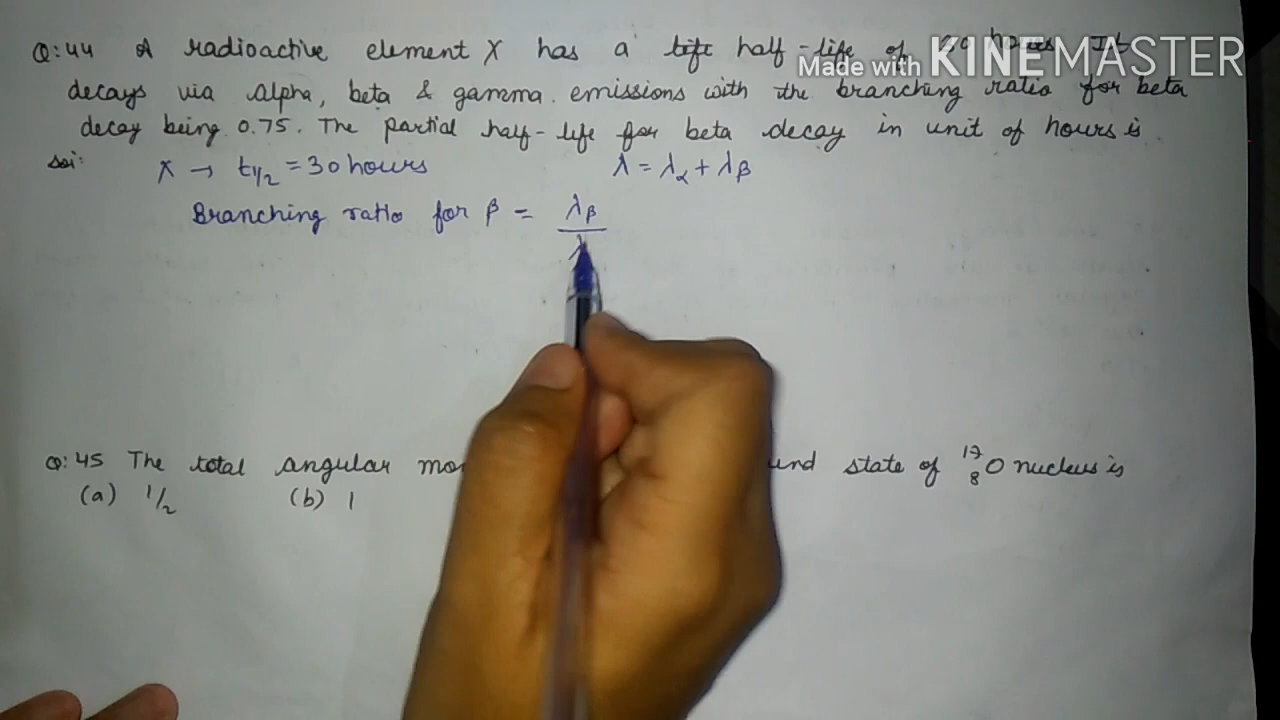 Made with KINEMASTER
Q:44 A radioactive element X has a half-life of
decays via alpha, beta & gamma emissions with the branching ratio for beta
decay being 0.75. The partial half-life for beta decay in unit of hours is
Sol: X → t1/2 = 30 hours λ = λα + λβ
Branching ratio for β = λβ/λ
Q:45 The total angular state of 17 8 O nucleus is
(a) 1/2 (b) 1